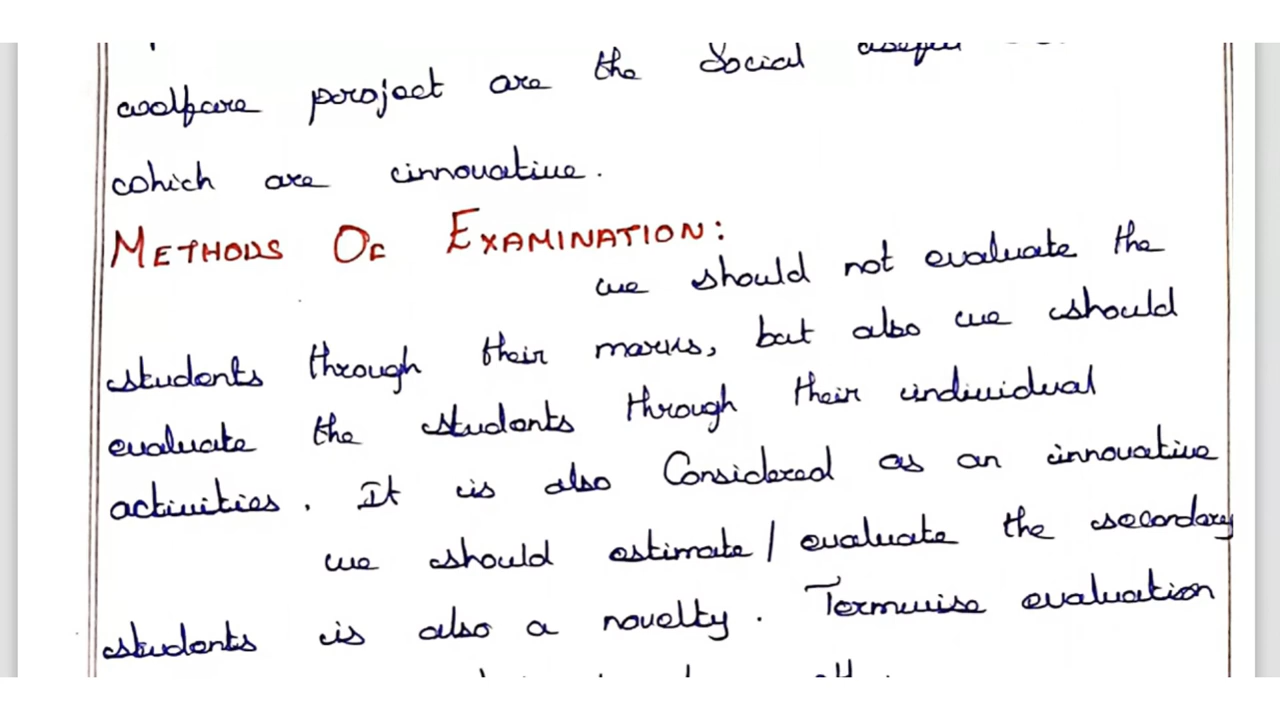 welfare project are the Social useful
which are innovative.
METHODS OF EXAMINATION:
we should not evaluate the
students through their marks, but also we should
evaluate the students through their individual
activities. It is also Considered as an innovative
we should estimate/evaluate the secondary
students is also a novelty. Termwise evaluation